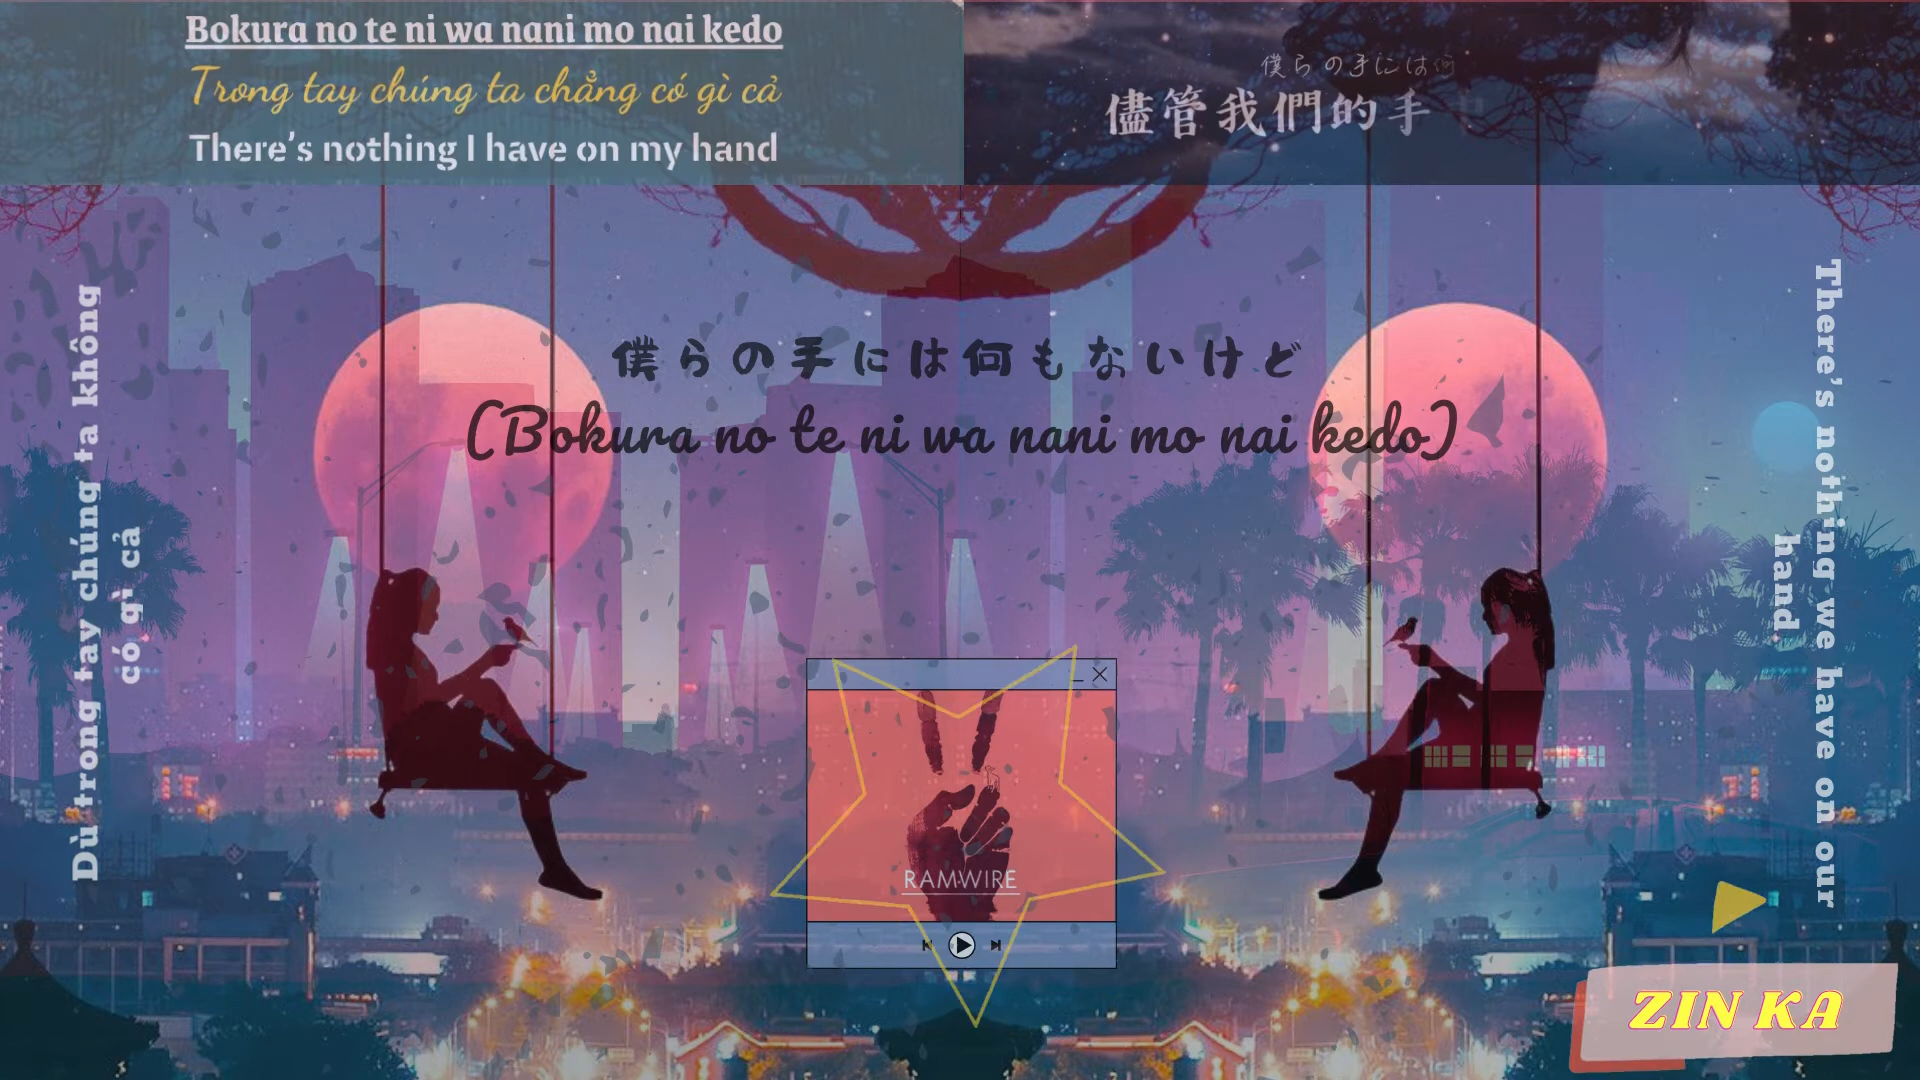 Bokura no te ni wa nani mo nai kedo
Trong tay chúng ta chẳng có gì cả
There's nothing I have on my hand
僕らの手には何
儘管我們的手
僕らの手には何もないけど
(Bokura no te ni wa nani mo nai kedo)
Dù trong tay chúng ta không
có gì cả
There's nothing we have on our
hand.
RAMWIRE
ZIN KA